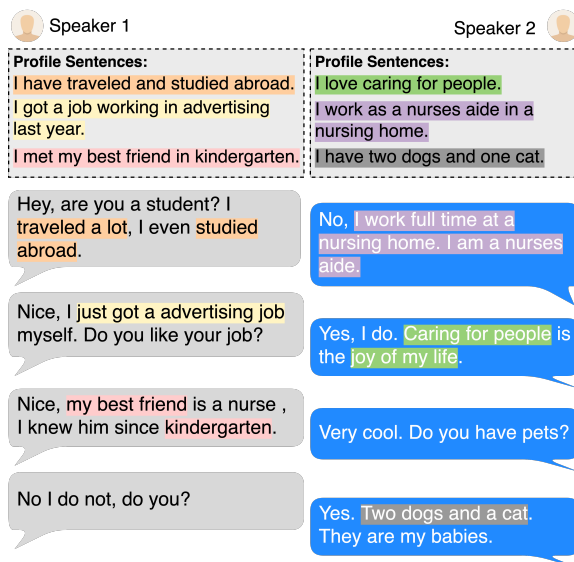 Speaker 1
Speaker 2
Profile Sentences:
I have traveled and studied abroad.
I got a job working in advertising
last year.
I met my best friend in kindergarten.
Profile Sentences:
I love caring for people.
I work as a nurses aide in a
nursing home.
I have two dogs and one cat.
Hey, are you a student? I
traveled a lot, I even studied
abroad.
No, I work full time at a
nursing home. I am a nurses
aide.
Nice, I just got a advertising job
myself. Do you like your job?
Yes, I do. Caring for people is
the joy of my life.
Nice, my best friend is a nurse ,
I knew him since kindergarten.
Very cool. Do you have pets?
No I do not, do you?
Yes. Two dogs and a cat.
They are my babies.